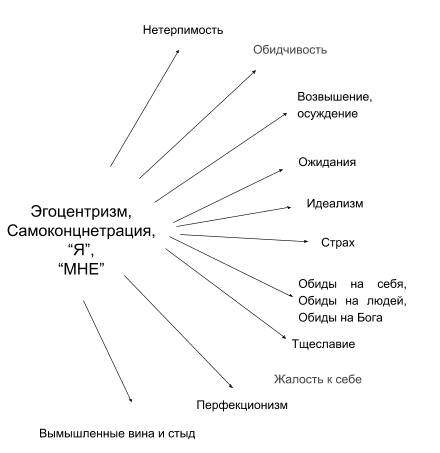 Нетерпимость
Обидчивость
Возвышение,
осуждение
Ожидания
Идеализм
Эгоцентризм,
Самоконцнетрация,
“Я”,
“МНЕ”
Страх
Обиды на себя,
Обиды на людей,
Обиды на Бога
Тщеславие
Жалость к себе
Перфекционизм
Вымышленные вина и стыд